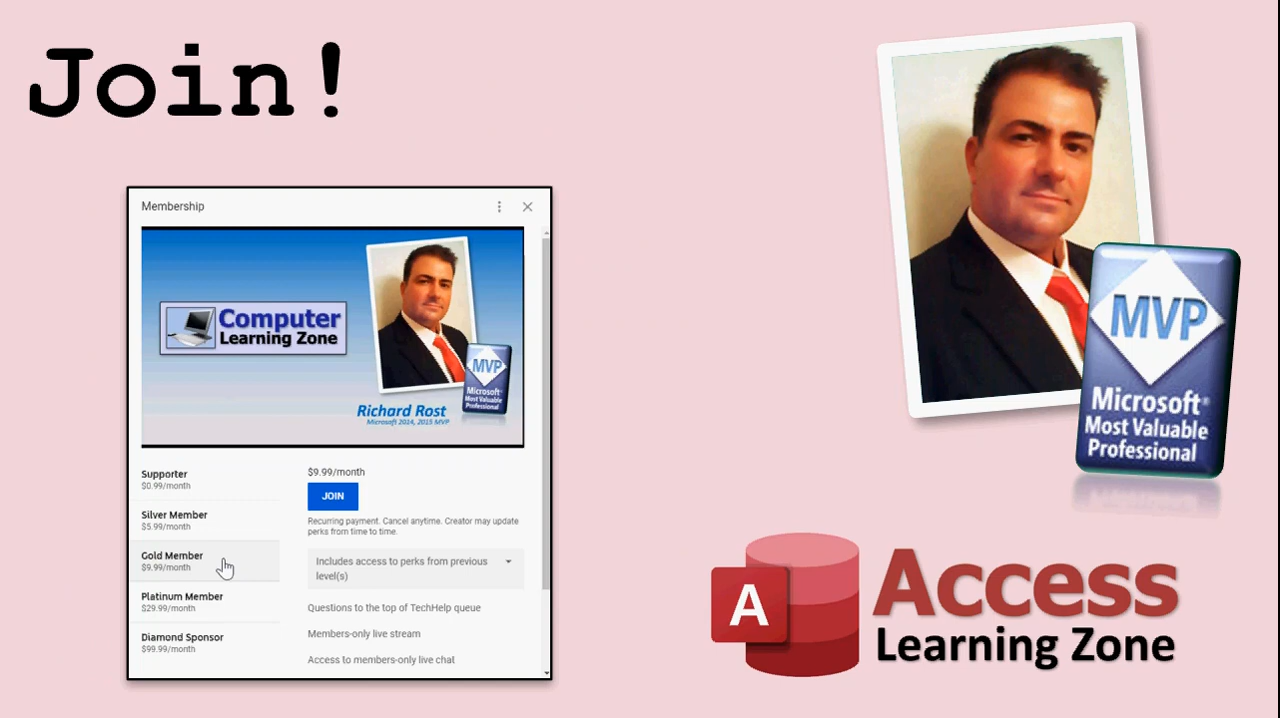 Join!
Membership
Computer
Learning Zone
MVP
Microsoft
Most Valuable
Professional
Richard Rost
Microsoft 2014, 2015 MVP
Supporter
$0.99/month
Silver Member
$5.99/month
Gold Member
$9.99/month
Platinum Member
$29.99/month
Diamond Sponsor
$99.99/month
$9.99/month
JOIN
Recurring payment. Cancel anytime. Creator may update
perks from time to time.
Includes access to perks from previous
level(s)
Questions to the top of TechHelp queue
Members-only live stream
Access to members-only live chat
MVP
Microsoft®
Most Valuable
Professional
A
Access
Learning Zone